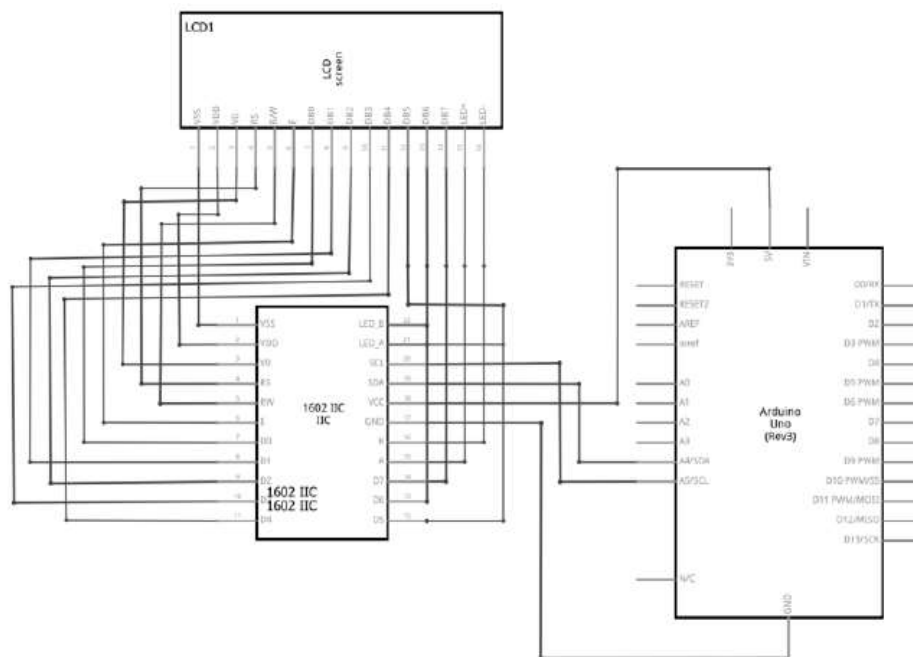 LCD1
LCD
screen
VSS
VDD
V0
RS
R/W
E
DB0
DB1
DB2
DB3
DB4
DB5
DB6
DB7
LED+
LED-
VSS
VDD
V0
RS
RW
E
D0
D1
D2
D4
LED_B
LED_A
SCL
SDA
VCC
GND
K
A
D7
D6
D5
1602 IIC
IIC
1602 IIC
1602 IIC
3V3
5V
VIN
RESET
RESET2
AREF
ioref
A0
A1
A2
A3
A4/SDA
A5/SCL
N/C
D0/RX
D1/TX
D2
D3 PWM
D4
D5 PWM
D6 PWM
D7
D8
D9 PWM
D10 PWM/SS
D11 PWM/MOSI
D12/MISO
D13/SCK
Arduino
Uno
(Rev3)
GND